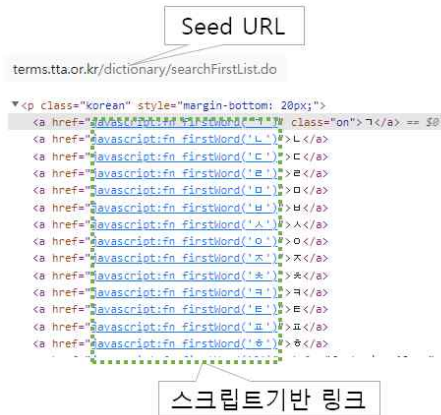 Seed URL
terms.tta.or.kr/dictionary/searchFirstList.do
▼<p class="korean" style="margin-bottom: 20px;">
<a href="javascript:fn_firstWord('ㄱ')" class="on">ㄱ</a> == $0
<a href="javascript:fn_firstWord('ㄴ')">ㄴ</a>
<a href="javascript:fn_firstWord('ㄷ')">ㄷ</a>
<a href="javascript:fn_firstWord('ㄹ')">ㄹ</a>
<a href="javascript:fn_firstWord('ㅁ')">ㅁ</a>
<a href="javascript:fn_firstWord('ㅂ')">ㅂ</a>
<a href="javascript:fn_firstWord('ㅅ')">ㅅ</a>
<a href="javascript:fn_firstWord('ㅇ')">ㅇ</a>
<a href="javascript:fn_firstWord('ㅈ')">ㅈ</a>
<a href="javascript:fn_firstWord('ㅊ')">ㅊ</a>
<a href="javascript:fn_firstWord('ㅋ')">ㅋ</a>
<a href="javascript:fn_firstWord('ㅌ')">ㅌ</a>
<a href="javascript:fn_firstWord('ㅍ')">ㅍ</a>
<a href="javascript:fn_firstWord('ㅎ')">ㅎ</a>
스크립트기반 링크